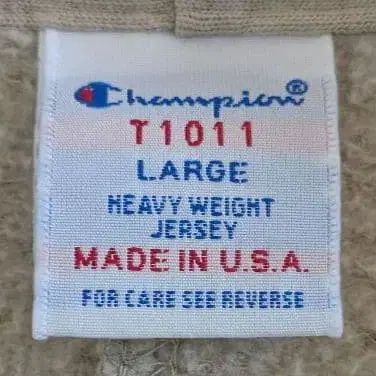 Champion®
T1011
LARGE
HEAVY WEIGHT
JERSEY
MADE IN U.S.A.
FOR CARE SEE REVERSE